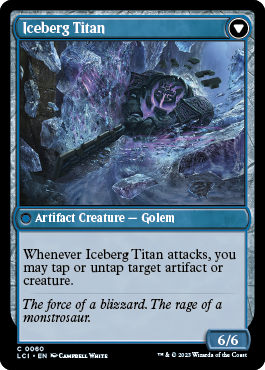 Iceberg Titan
Artifact Creature — Golem
Whenever Iceberg Titan attacks, you
may tap or untap target artifact or
creature.
The force of a blizzard. The rage of a
monstrosaur.
6/6
C 0060
LCI • EN Campbell White
™ & © 2023 Wizards of the Coast